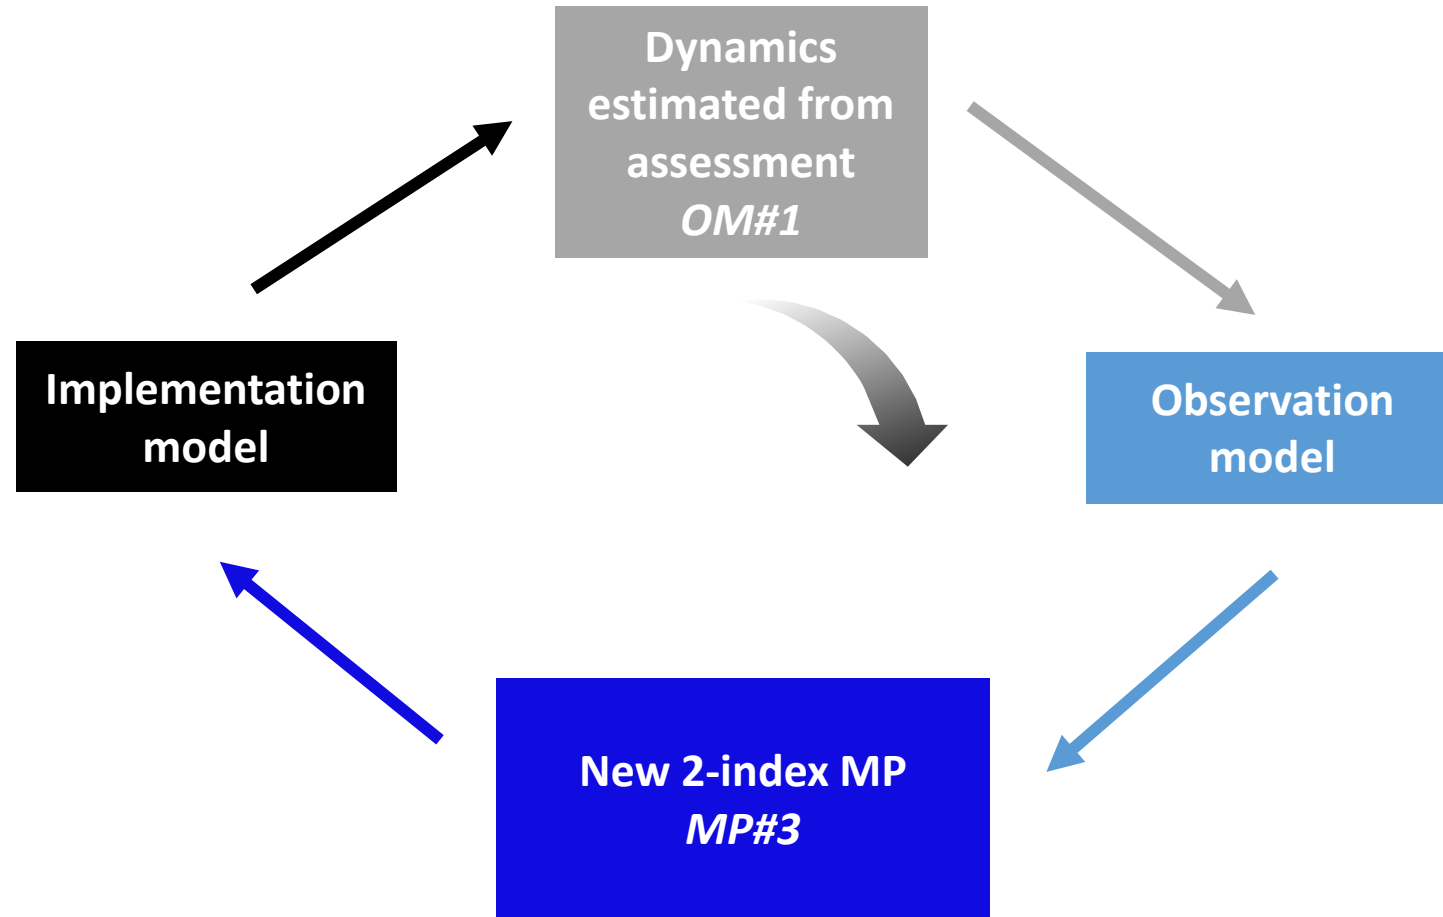 Dynamics
estimated from
assessment
OM#1
Implementation
model
Observation
model
New 2-index MP
MP#3